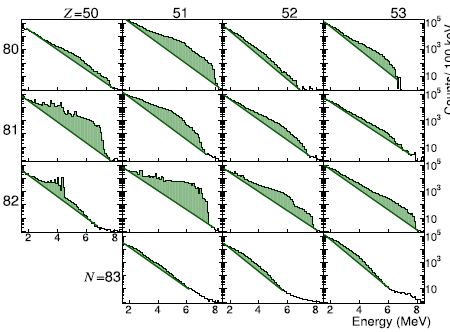 Z=50 51 52 53
80 10⁵
10³
10
81 10³
10
82 10³
10
2 4 6 8 N=83 10⁵
10³
10
2 4 6 8 2 4 6 8 2 4 6 8
Energy (MeV)
Counts/ 100 keV